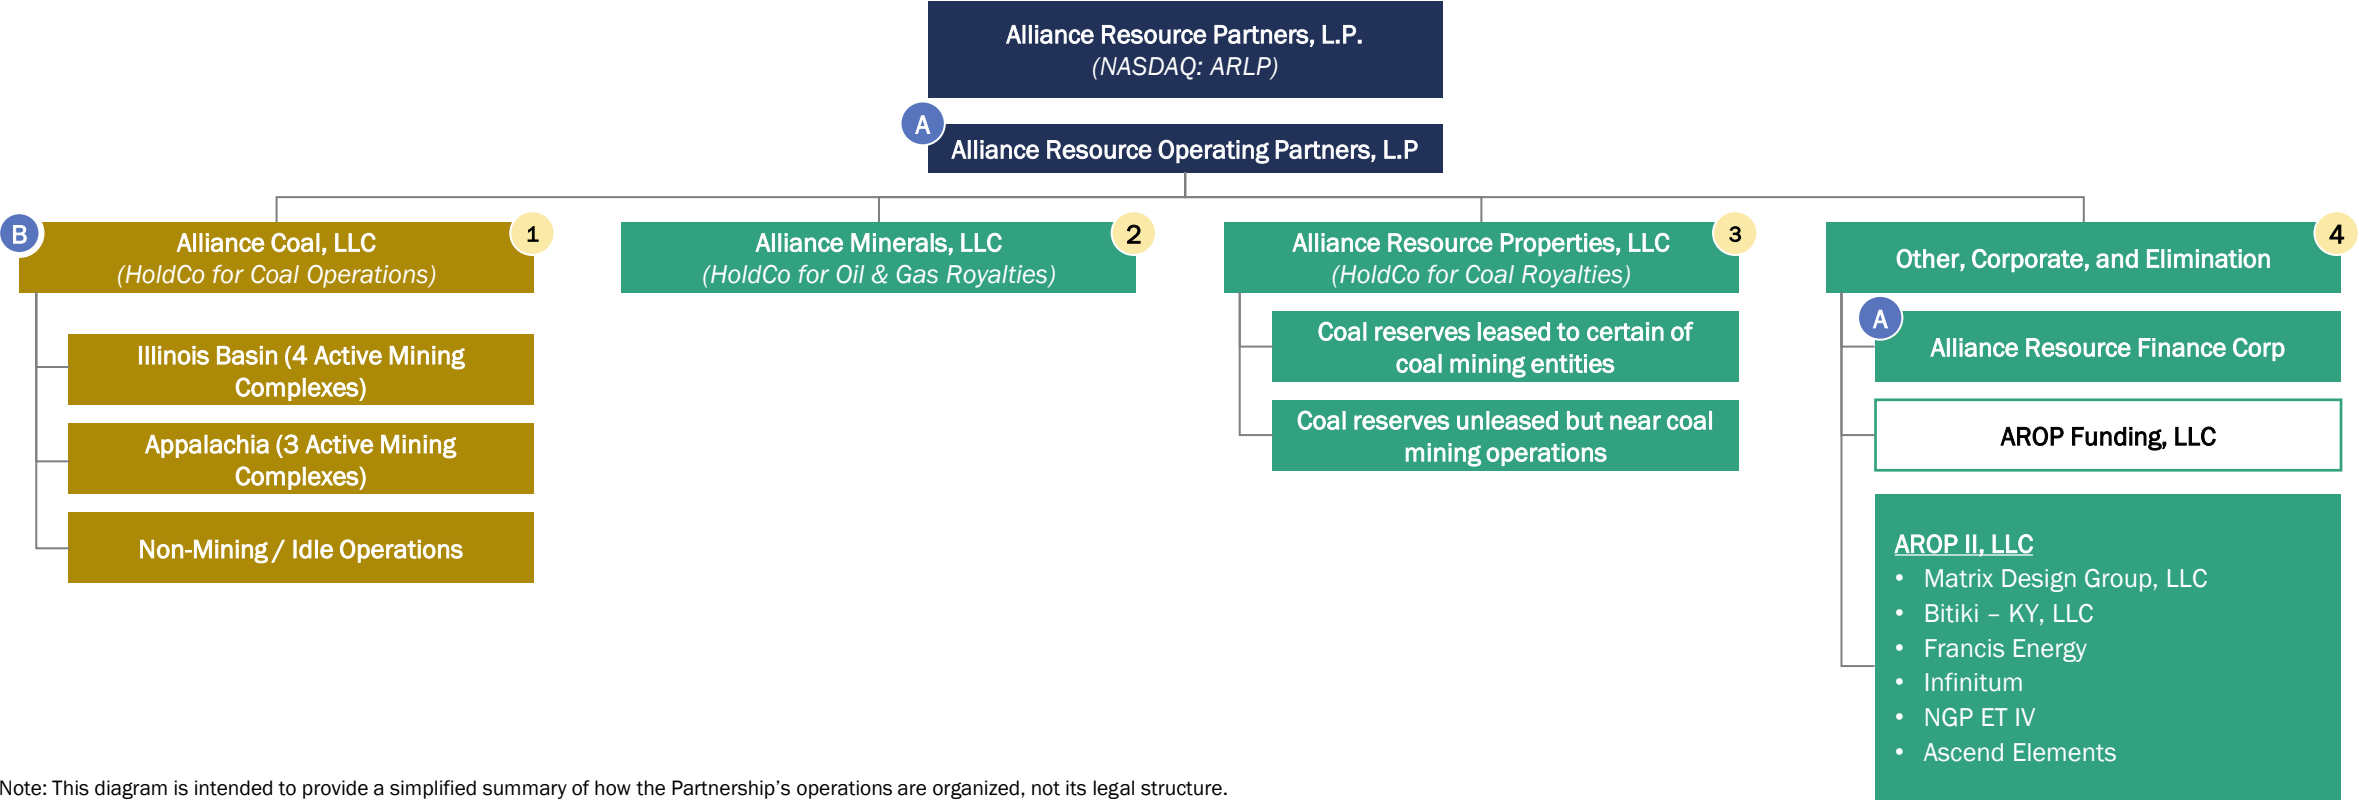 Alliance Resource Partners, L.P.
(NASDAQ: ARLP)
A
Alliance Resource Operating Partners, L.P
B
Alliance Coal, LLC
(HoldCo for Coal Operations)
1
Illinois Basin (4 Active Mining
Complexes)
Appalachia (3 Active Mining
Complexes)
Non-Mining / Idle Operations
Alliance Minerals, LLC
(HoldCo for Oil & Gas Royalties)
2
Alliance Resource Properties, LLC
(HoldCo for Coal Royalties)
3
Coal reserves leased to certain of
coal mining entities
Coal reserves unleased but near coal
mining operations
Other, Corporate, and Elimination
4
A
Alliance Resource Finance Corp
AROP Funding, LLC
AROP II, LLC
• Matrix Design Group, LLC
• Bitiki – KY, LLC
• Francis Energy
• Infinitum
• NGP ET IV
• Ascend Elements
Note: This diagram is intended to provide a simplified summary of how the Partnership's operations are organized, not its legal structure.